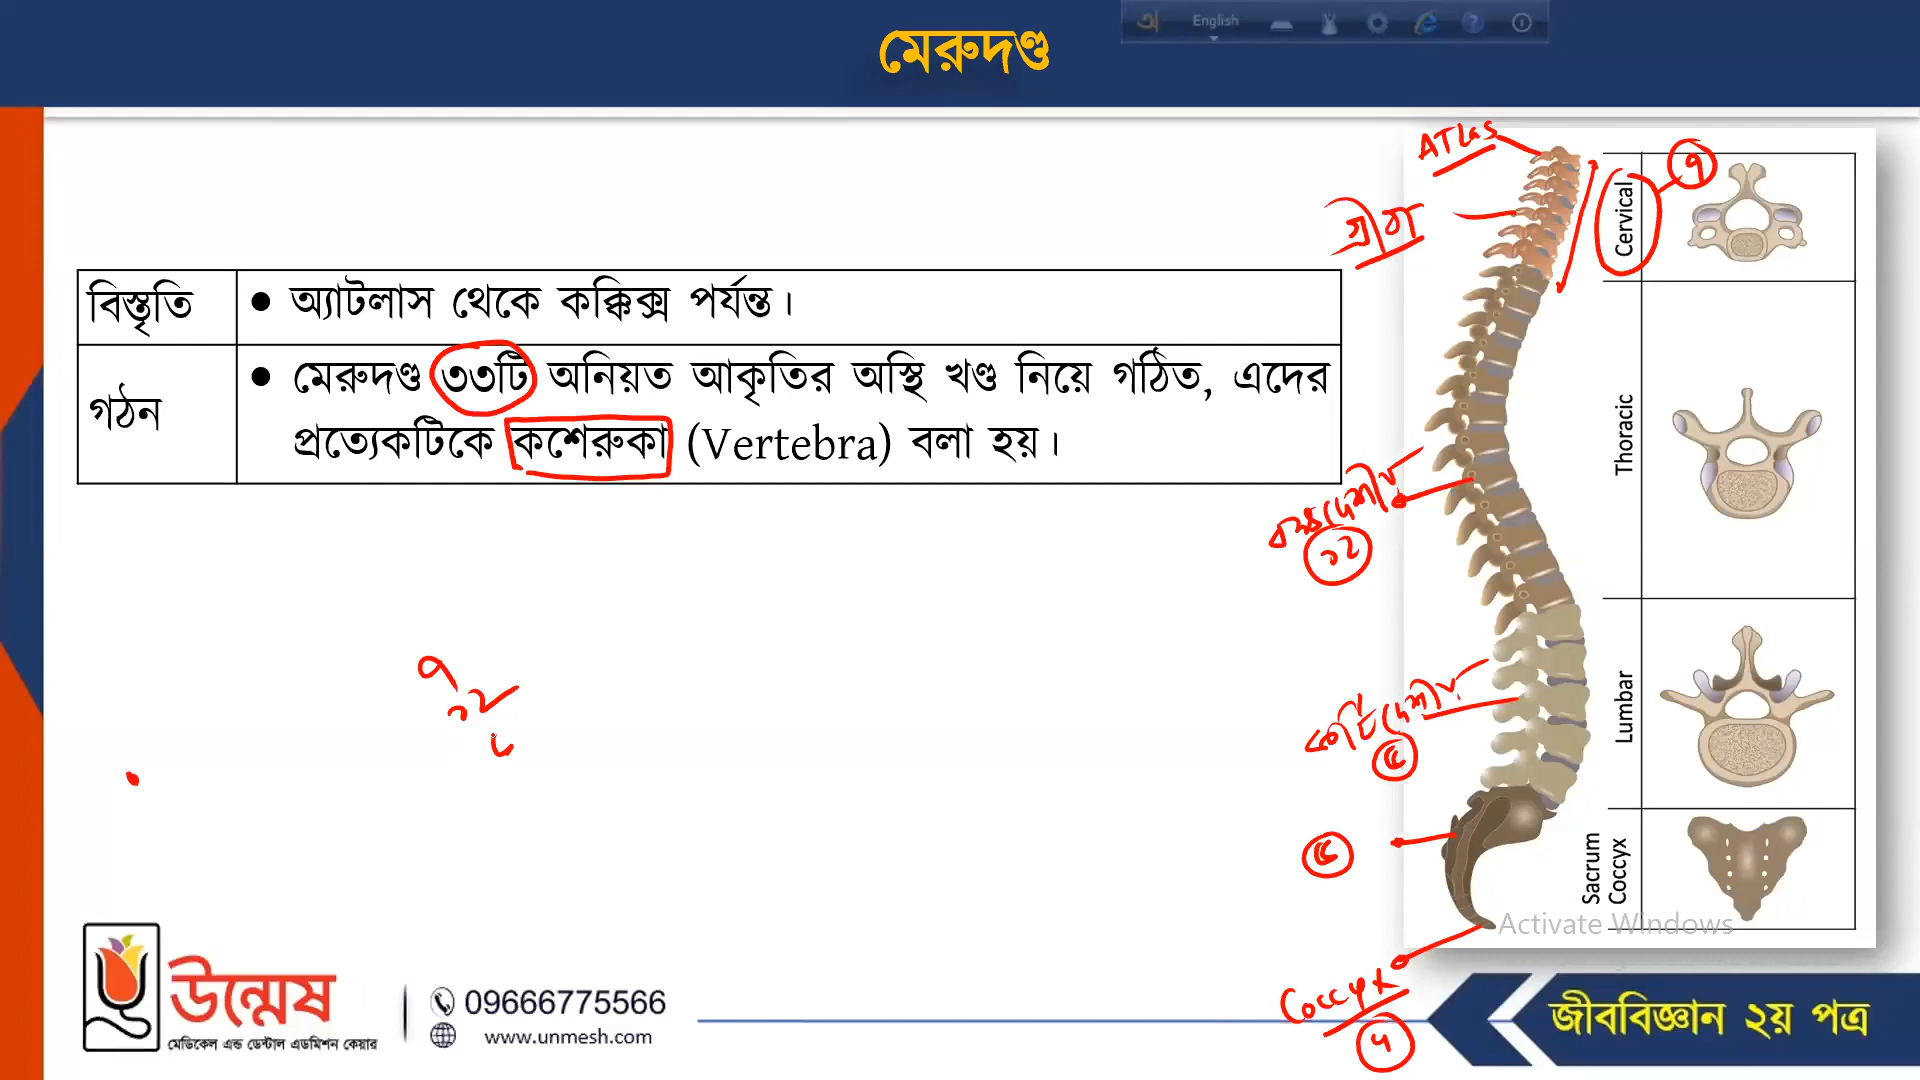 মেরুদণ্ড
English
বিস্তৃতি
• অ্যাটলাস থেকে কক্কিক্স পর্যন্ত।
গঠন
• মেরুদণ্ড ৩৩টি অনিয়ত আকৃতির অস্থি খণ্ড নিয়ে গঠিত, এদের
প্রত্যেকটিকে কশেরুকা (Vertebra) বলা হয়।
ATLAS
গ্রীবা
৭
Cervical
Thoracic
বক্ষদেশীয়
১২
Lumbar
কটিদেশীয়
৫
৫
Sacrum
Coccyx
Coccyx
৭
১২
Activate Windows
উন্মেষ
মেডিকেল এন্ড ডেন্টাল এডমিশন কেয়ার
09666775566
www.unmesh.com
জীববিজ্ঞান ২য় পত্র